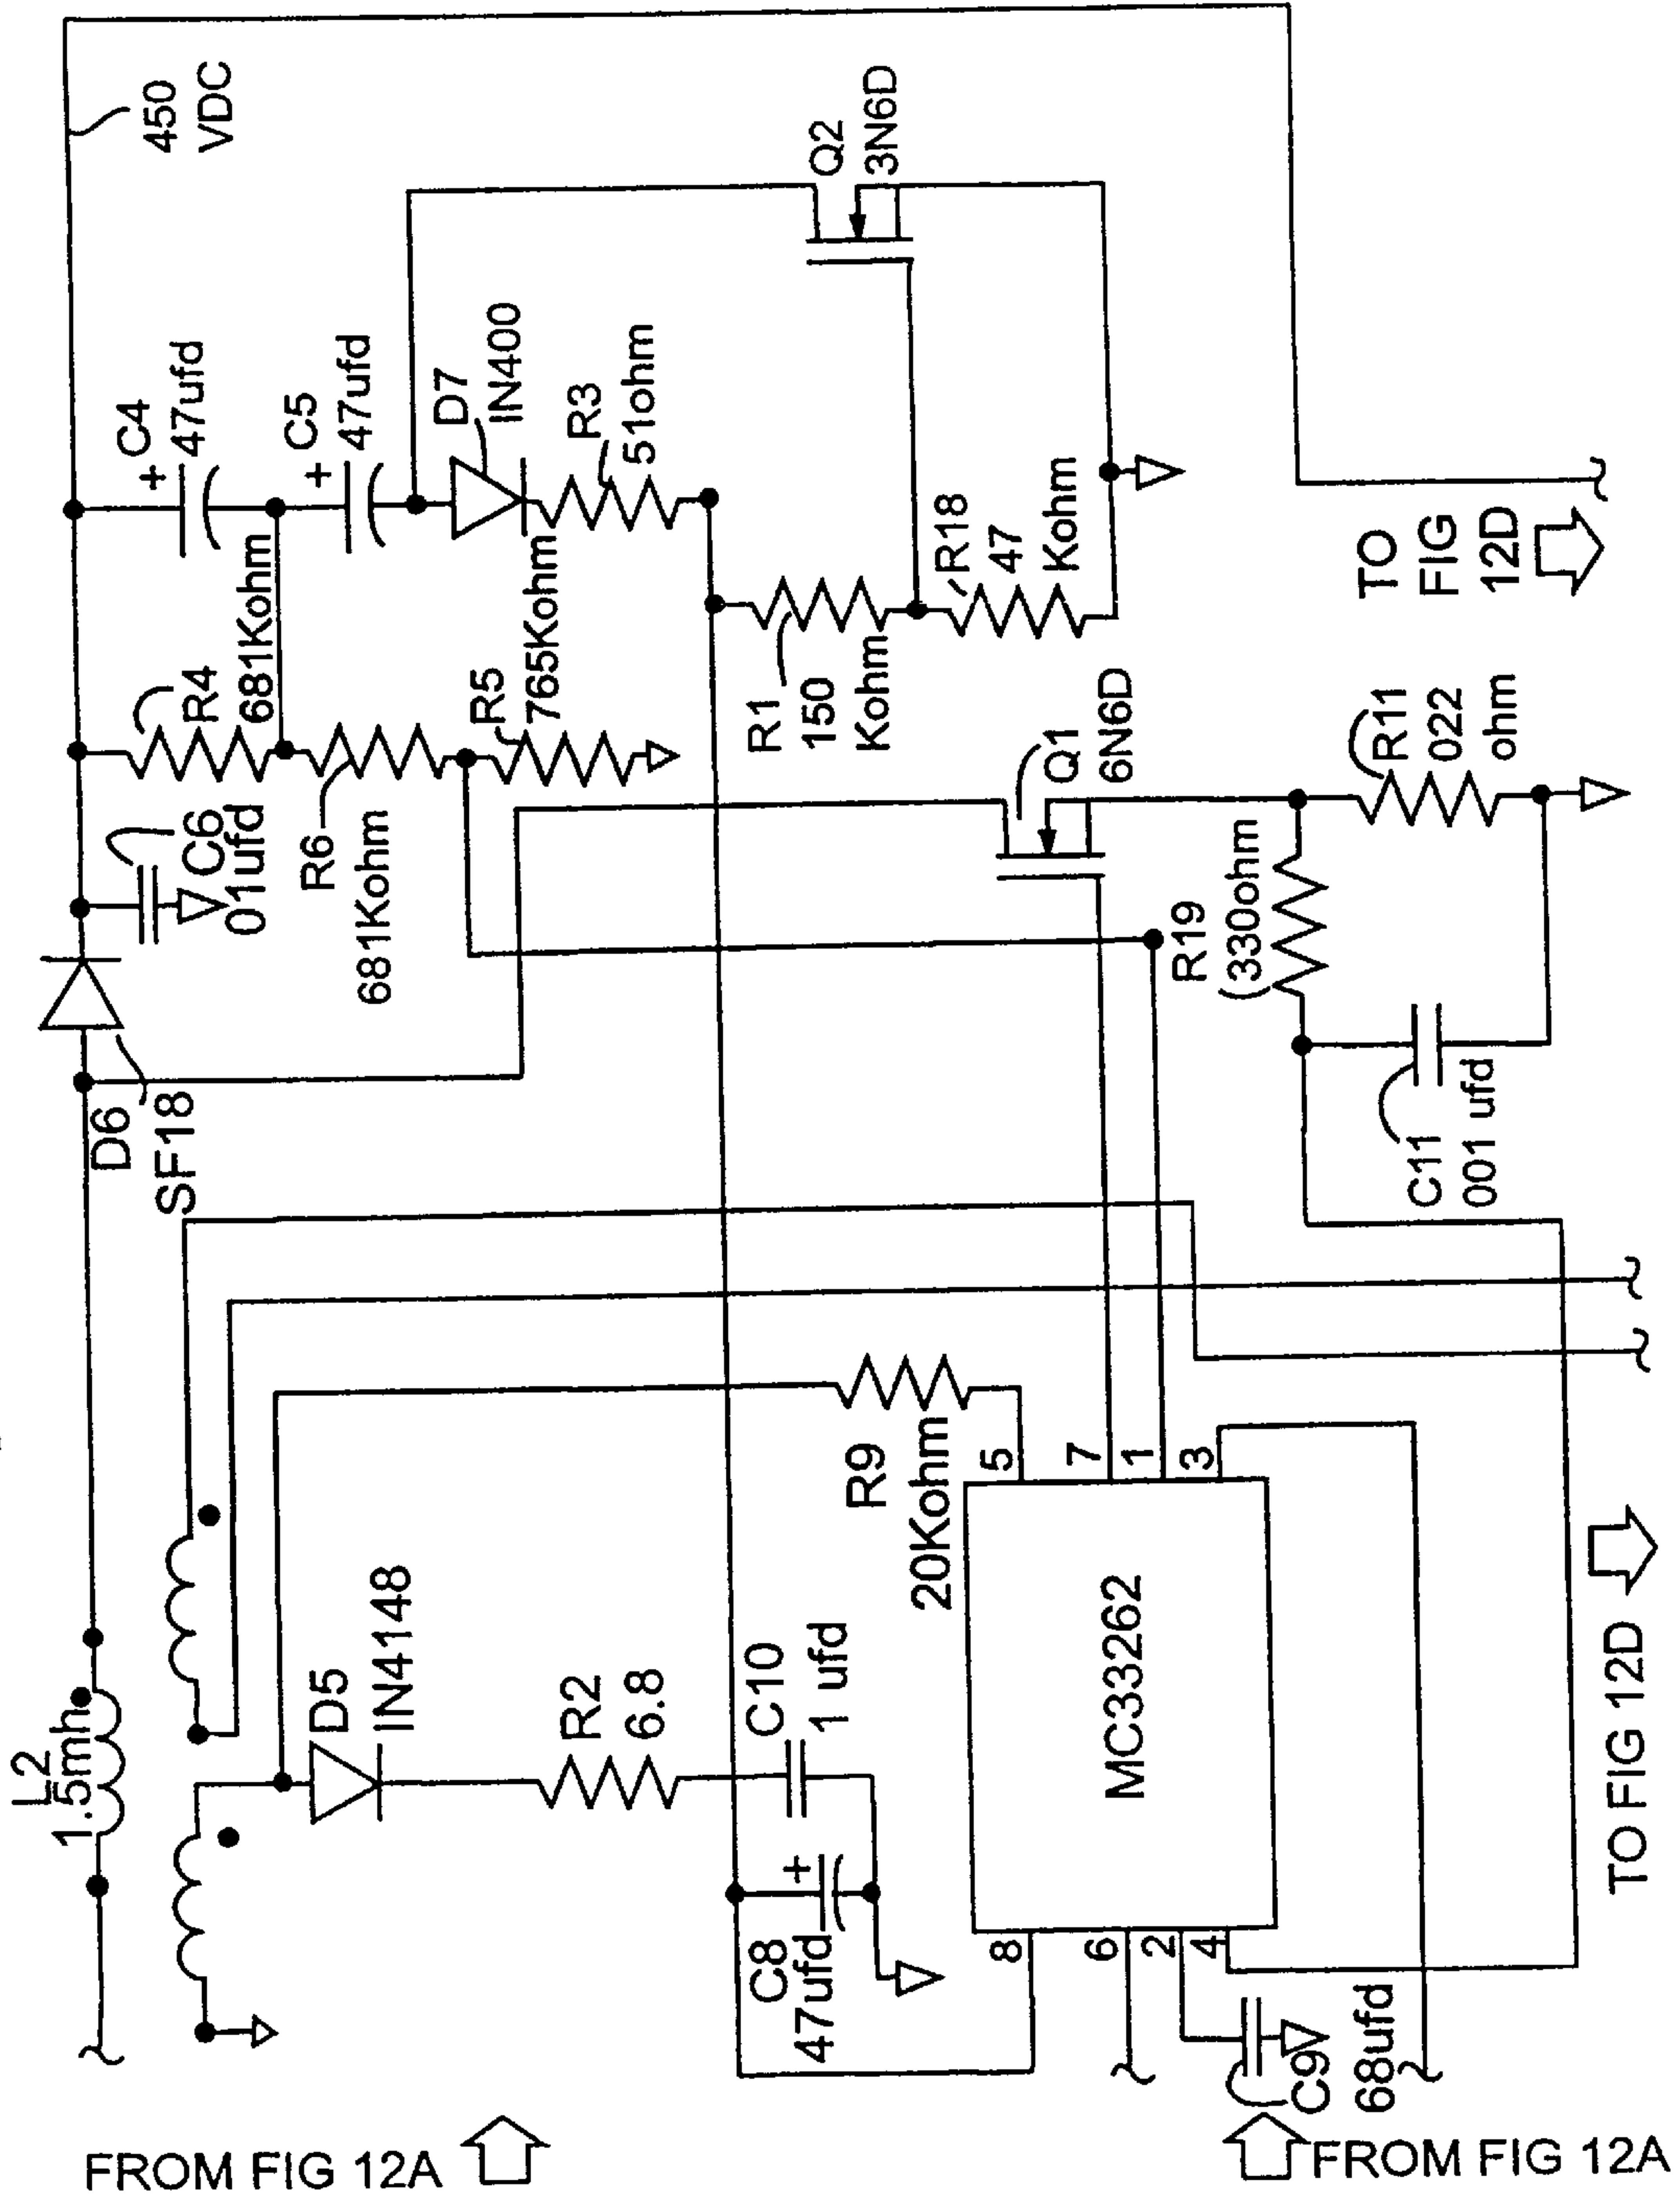 450
VDC
C4
+
47ufd
C5
+
47ufd
D7
IN400
R3
51ohm
Q2
3N6D
R4
681Kohm
R6
681Kohm
R5
765Kohm
C6
01ufd
D6
SF18
R1
150
Kohm
R18
47
Kohm
Q1
6N6D
R11
022
ohm
R19
330ohm
C11
001 ufd
TO
FIG
12D
L2
1.5mh
D5
IN4148
R2
6.8
C10
1 ufd
C8
+
47ufd
R9
20Kohm
MC33262
5
7
1
3
8
6
2
4
C9
68ufd
TO FIG 12D
FROM FIG 12A
FROM FIG 12A